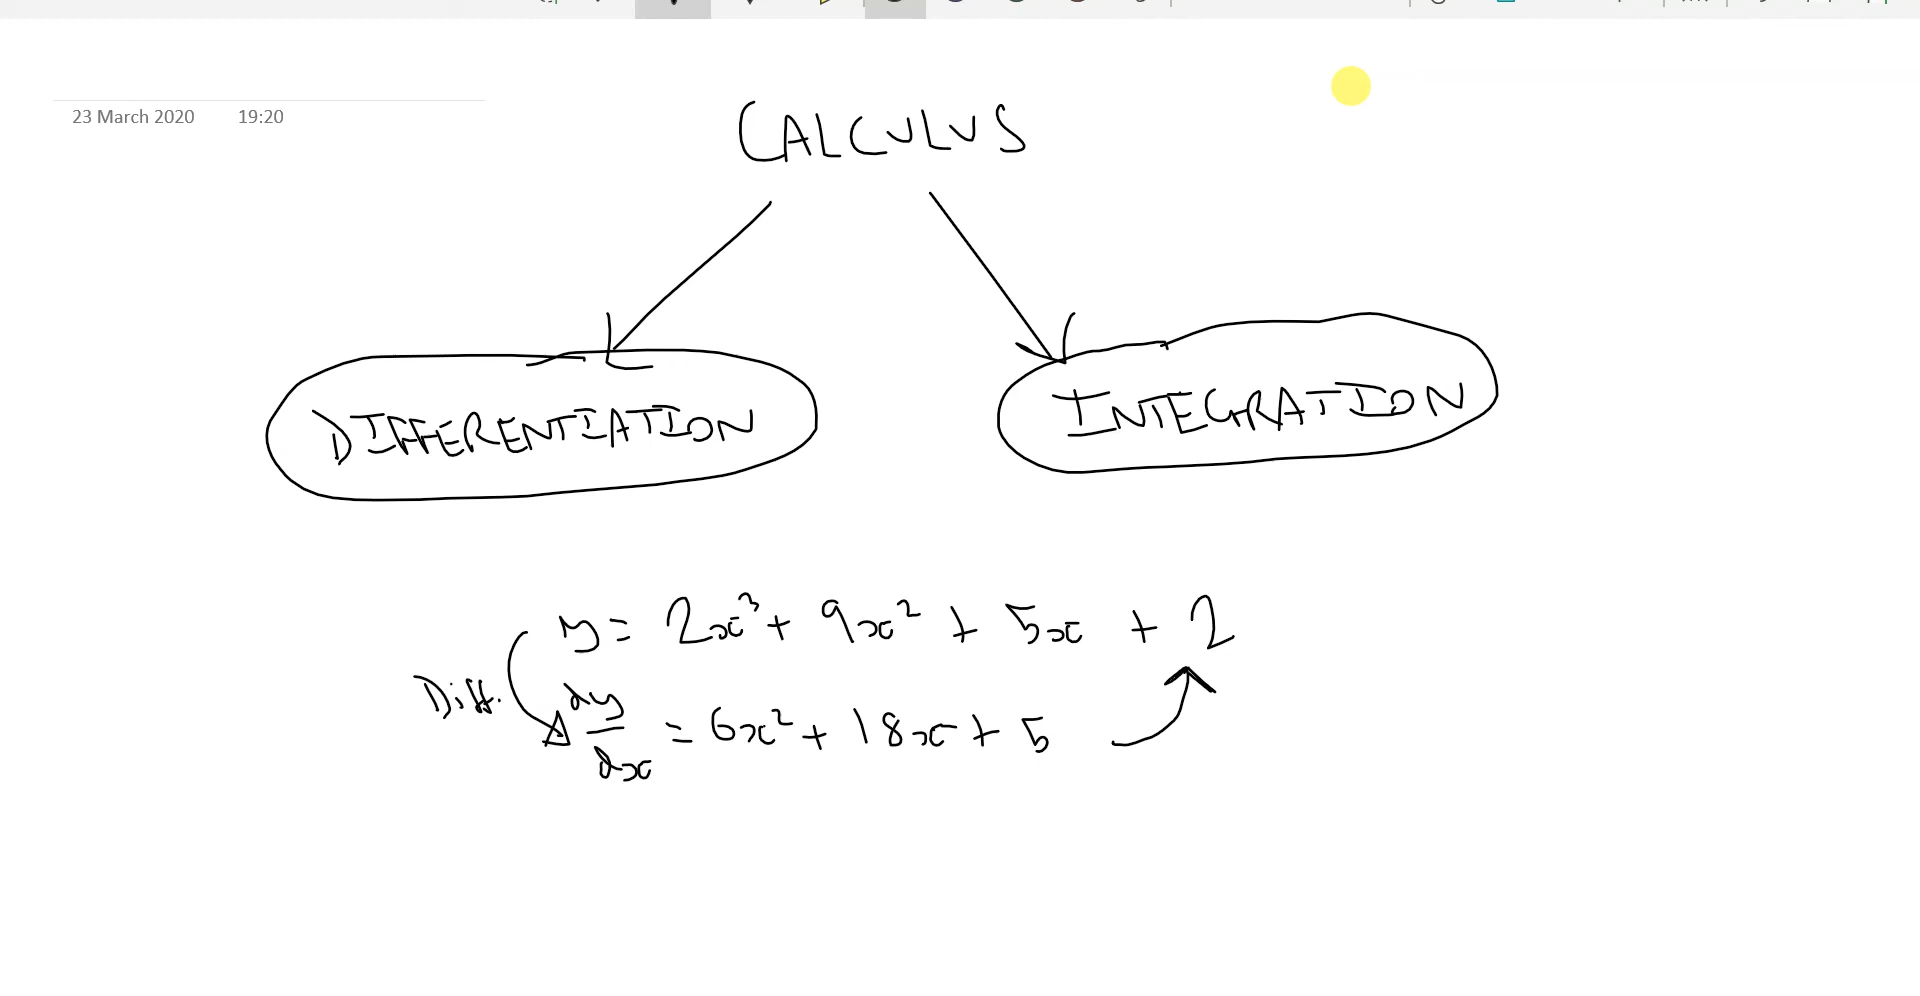 23 March 2020 19:20
CALCULUS
DIFFERENTIATION
INTEGRATION
y = 2x³ + 9x² + 5x + 2
Diff.
dy/dx = 6x² + 18x + 5